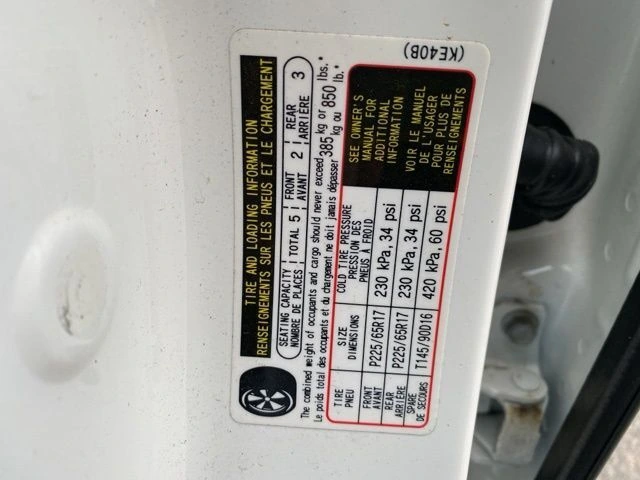 TIRE AND LOADING INFORMATION
RENSEIGNEMENTS SUR LES PNEUS ET LE CHARGEMENT
SEATING CAPACITY TOTAL 5 FRONT 2 REAR 3
NOMBRE DE PLACES AVANT ARRIÈRE
The combined weight of occupants and cargo should never exceed 385 kg or 850 lbs.*
Le poids total des occupants et du chargement ne doit jamais dépasser kg ou lb.*
TIRE SIZE COLD TIRE PRESSURE
PNEU DIMENSIONS PRESSION DES
PNEUS À FROID
FRONT P225/65R17 230 kPa, 34 psi
AVANT
REAR P225/65R17 230 kPa, 34 psi
ARRIÈRE
SPARE T145/90D16 420 kPa, 60 psi
DE SECOURS
SEE OWNER'S
MANUAL FOR
ADDITIONAL
INFORMATION
VOIR LE MANUEL
DE L'USAGER
POUR PLUS DE
RENSEIGNEMENTS
(KE40B)